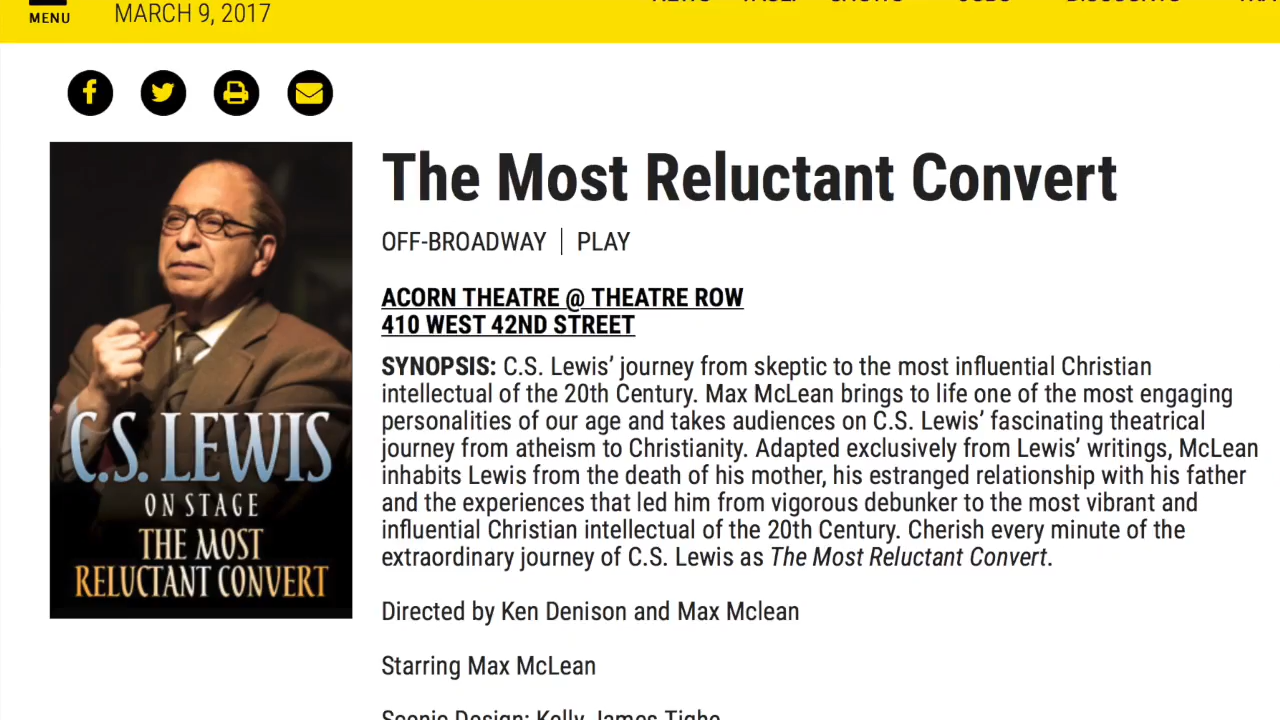 MENU
MARCH 9, 2017
The Most Reluctant Convert
OFF-BROADWAY | PLAY
ACORN THEATRE @ THEATRE ROW
410 WEST 42ND STREET
SYNOPSIS: C.S. Lewis’ journey from skeptic to the most influential Christian
intellectual of the 20th Century. Max McLean brings to life one of the most engaging
personalities of our age and takes audiences on C.S. Lewis’ fascinating theatrical
journey from atheism to Christianity. Adapted exclusively from Lewis’ writings, McLean
inhabits Lewis from the death of his mother, his estranged relationship with his father
and the experiences that led him from vigorous debunker to the most vibrant and
influential Christian intellectual of the 20th Century. Cherish every minute of the
extraordinary journey of C.S. Lewis as The Most Reluctant Convert.
Directed by Ken Denison and Max Mclean
Starring Max McLean
Scenic Design: Kelly James Tighe
C.S. LEWIS
ON STAGE
THE MOST
RELUCTANT CONVERT